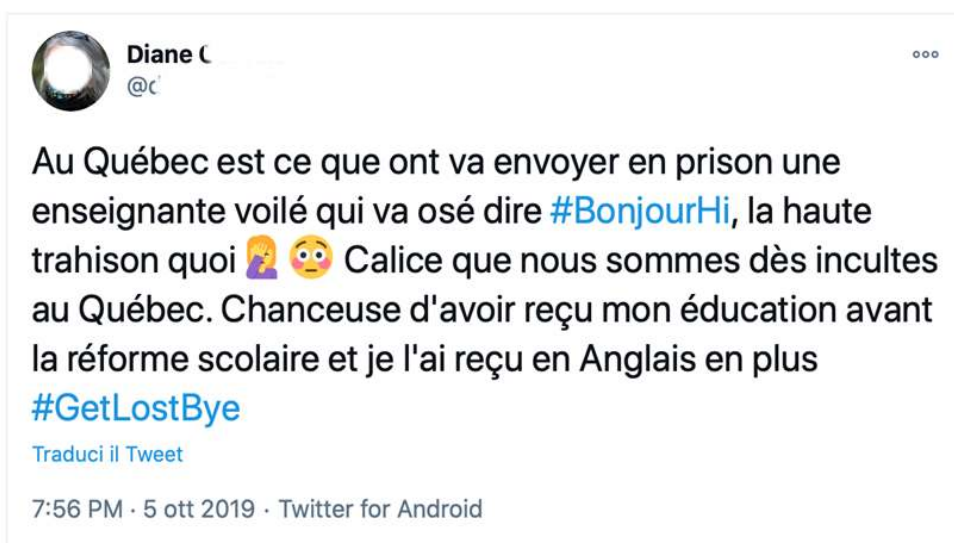 Diane
Au Québec est ce que ont va envoyer en prison une
enseignante voilé qui va osé dire #BonjourHi, la haute
trahison quoi 🤦‍♀️ 😳 Calice que nous sommes dès incultes
au Québec. Chanceuse d'avoir reçu mon éducation avant
la réforme scolaire et je l'ai reçu en Anglais en plus
#GetLostBye
Traduci il Tweet
7:56 PM · 5 ott 2019 · Twitter for Android